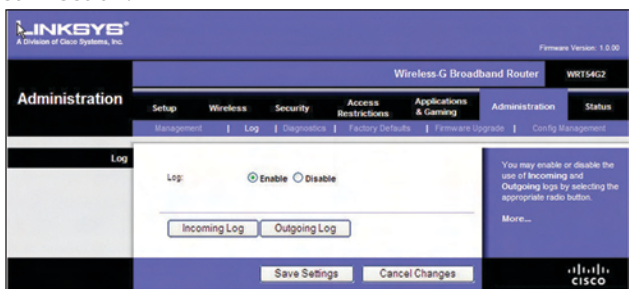 LINKSYS®
A Division of Cisco Systems, Inc.
Firmware Version: 1.0.00
Wireless-G Broadband Router WRT54G2
Administration
Setup Wireless Security Access Restrictions Applications & Gaming Administration Status
Management | Log | Diagnostics | Factory Defaults | Firmware Upgrade | Config Management
Log
Log: Enable Disable
You may enable or disable the
use of Incoming and
Outgoing logs by selecting the
appropriate radio button.
More...
Incoming Log Outgoing Log
Save Settings Cancel Changes
CISCO